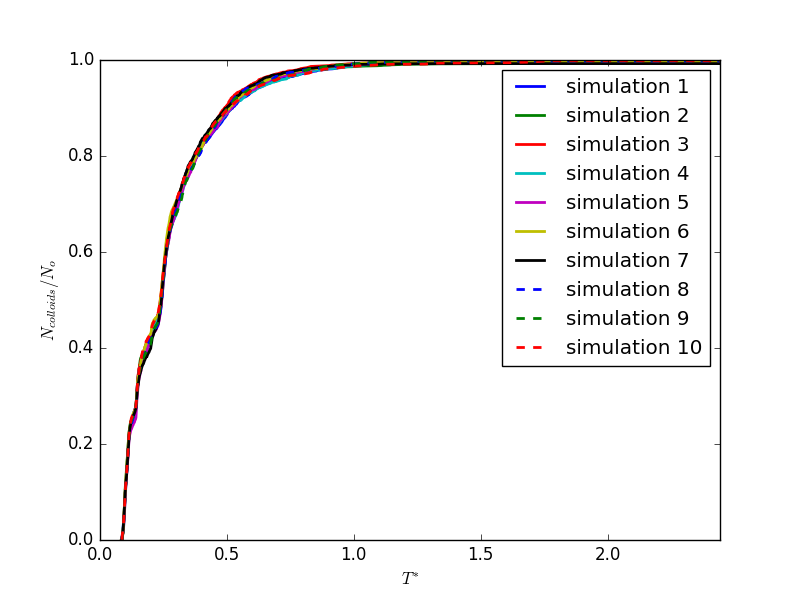 1.0
0.8
0.6
0.4
0.2
0.0
N_{colloids}/N_o
0.0 0.5 1.0 1.5 2.0
T*
simulation 1
simulation 2
simulation 3
simulation 4
simulation 5
simulation 6
simulation 7
simulation 8
simulation 9
simulation 10